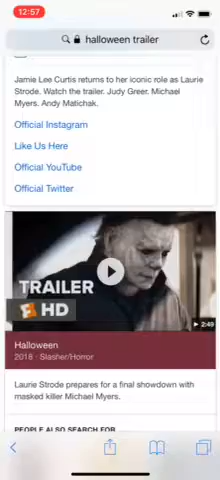 12:57
halloween trailer
Jamie Lee Curtis returns to her iconic role as Laurie
Strode. Watch the trailer. Judy Greer. Michael
Myers. Andy Matichak.
Official Instagram
Like Us Here
Official YouTube
Official Twitter
TRAILER
HD
2:49
Halloween
2018 · Slasher/Horror
Laurie Strode prepares for a final showdown with
masked killer Michael Myers.
PEOPLE ALSO SEARCH FOR